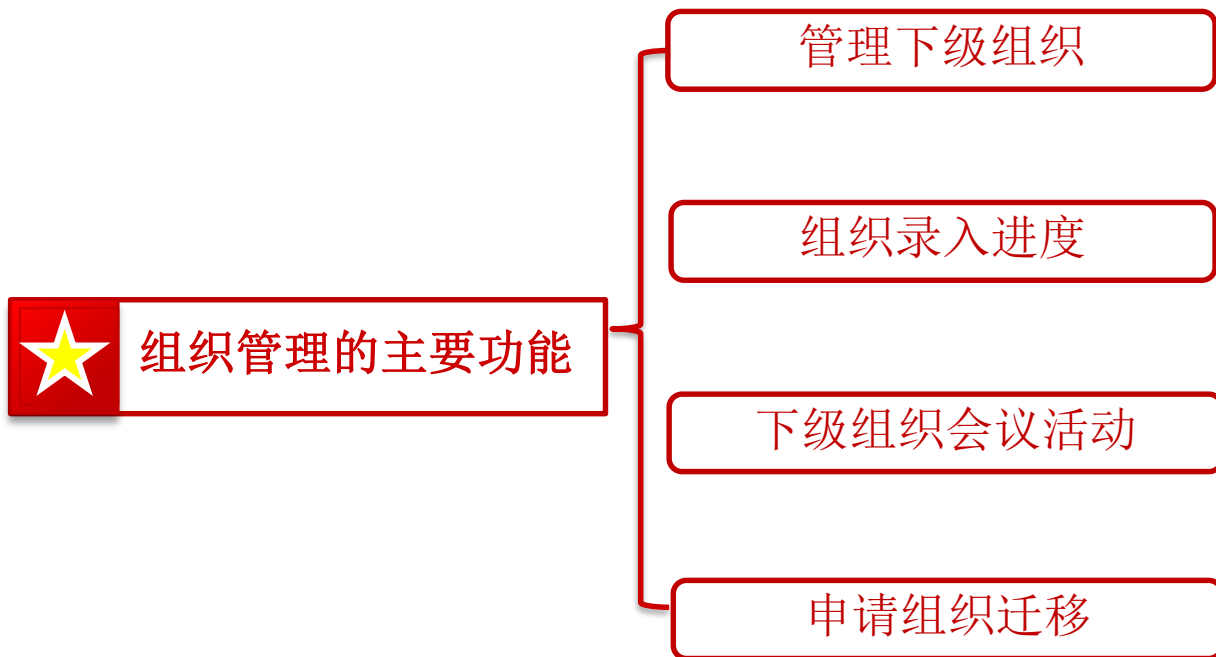 管理下级组织
组织录入进度
组织管理的主要功能
下级组织会议活动
申请组织迁移